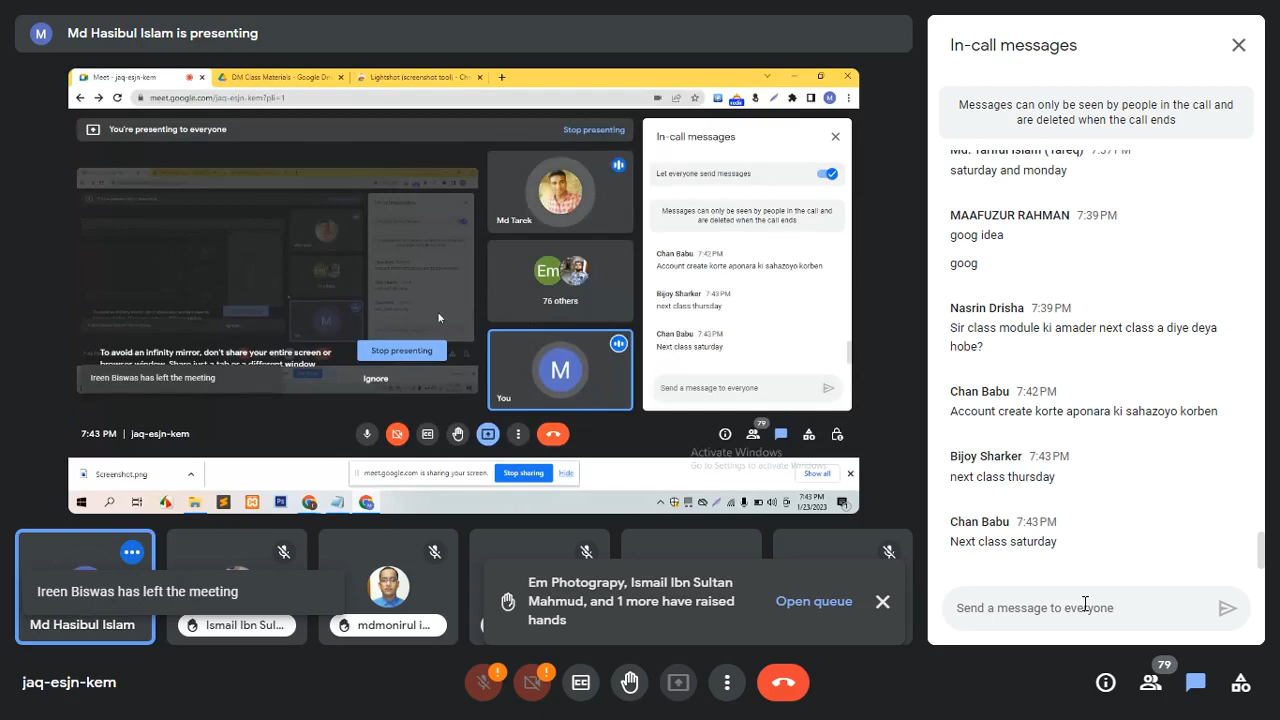 Md Hasibul Islam is presenting
M
Meet - jaq-esjn-kem
DM Class Materials - Google Dri
Lightshot (screenshot tool) - Ch
meet.google.com/jaq-esjn-kem?pli=1
You're presenting to everyone
Stop presenting
Md Tarek
Em
76 others
M
You
To avoid an infinity mirror, don't share your entire screen or
browser window. Share just a tab or a different window
Stop presenting
Ignore
Ireen Biswas has left the meeting
In-call messages
Let everyone send messages
Messages can only be seen by people in the call and
are deleted when the call ends
Chan Babu 7:42 PM
Account create korte aponara ki sahazoyo korben
Bijoy Sharker 7:43 PM
next class thursday
Chan Babu 7:43 PM
Next class saturday
Send a message to everyone
7:43 PM | jaq-esjn-kem
79
Activate Windows
Go to Settings to activate Windows.
Screenshot.png
meet.google.com is sharing your screen.
Stop sharing
Hide
Show all
7:43 PM
1/23/2023
Ireen Biswas has left the meeting
Md Hasibul Islam
Ismail Ibn Sul...
mdmonirul i...
Em Photograpy, Ismail Ibn Sultan
Mahmud, and 1 more have raised
hands
Open queue
jaq-esjn-kem
79
In-call messages
Messages can only be seen by people in the call and
are deleted when the call ends
Md. Tariful Islam (Tareq) 7:37 PM
saturday and monday
MAAFUZUR RAHMAN 7:39 PM
goog idea
goog
Nasrin Drisha 7:39 PM
Sir class module ki amader next class a diye deya
hobe?
Chan Babu 7:42 PM
Account create korte aponara ki sahazoyo korben
Bijoy Sharker 7:43 PM
next class thursday
Chan Babu 7:43 PM
Next class saturday
Send a message to everyone